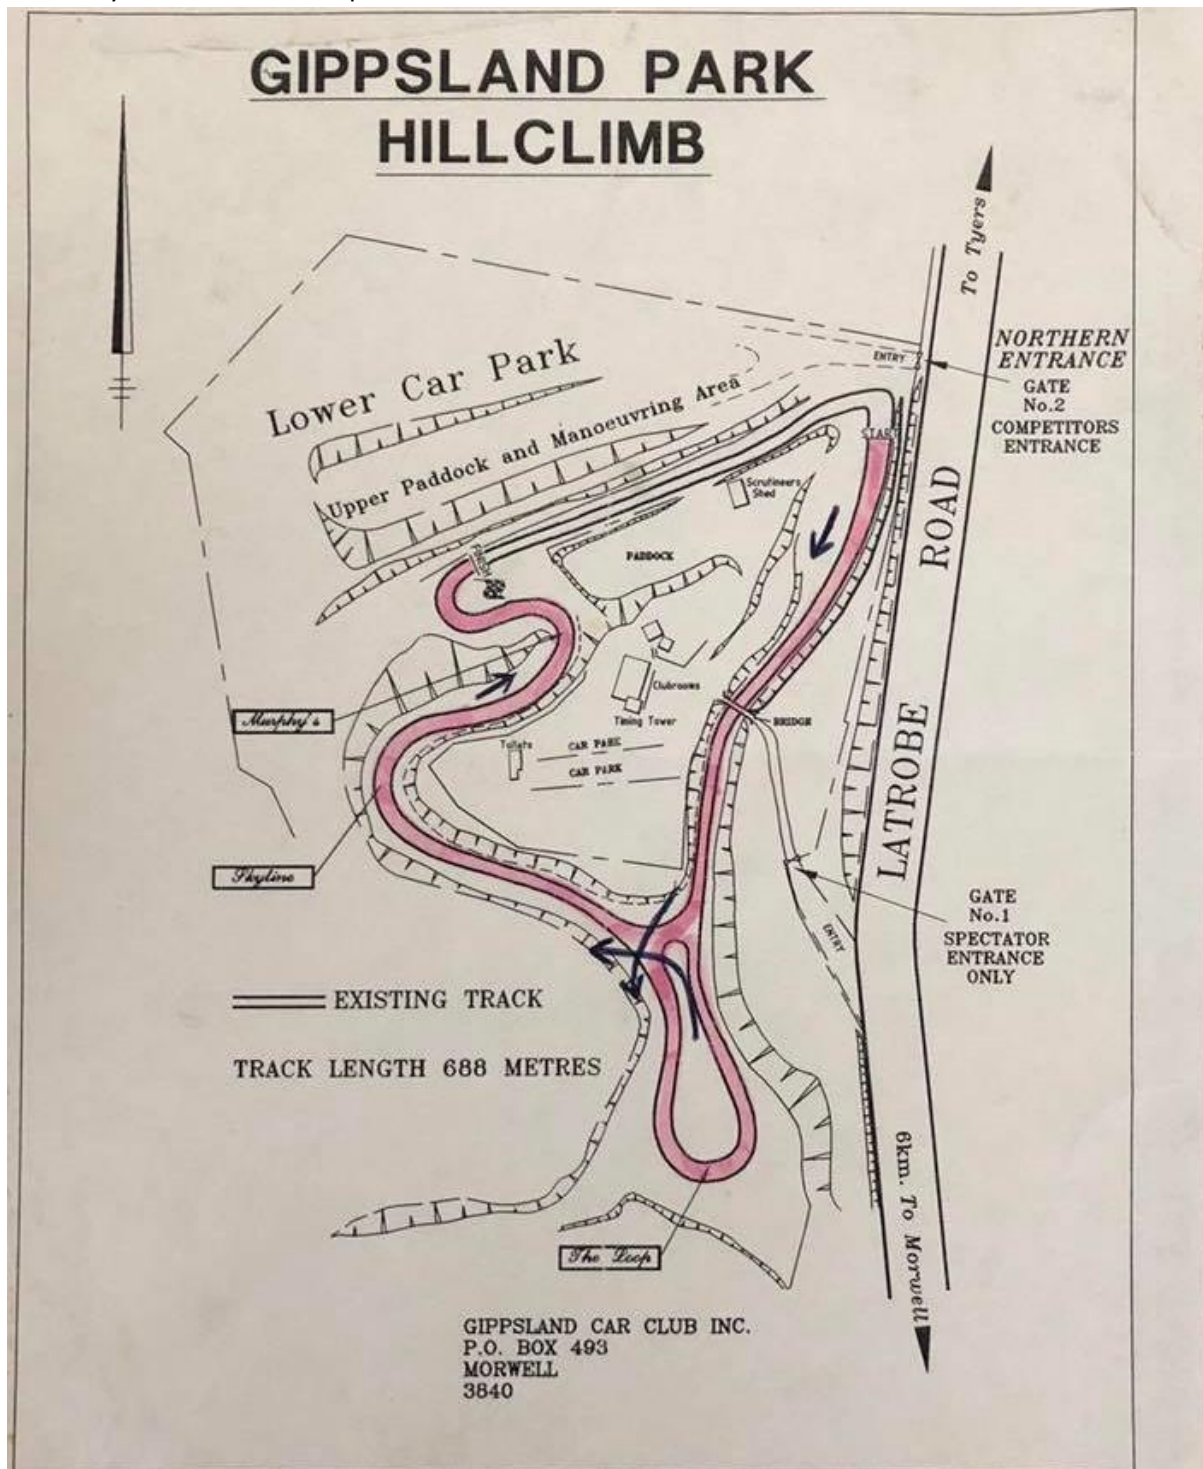 GIPPSLAND PARK
HILLCLIMB
To Tyers
NORTHERN
ENTRANCE
GATE
No.2
COMPETITORS
ENTRANCE
ENTRY
Lower Car Park
Upper Paddock and Manoeuvring Area
START
Scrutineers
Shed
PADDOCK
FINISH
LATROBE ROAD
Murphy's
Clubrooms
Timing Tower
BRIDGE
Toilets
CAR PARK
CAR PARK
Skyline
GATE
No.1
SPECTATOR
ENTRANCE
ONLY
ENTRY
EXISTING TRACK
TRACK LENGTH 688 METRES
6km. To Morwell
The Loop
GIPPSLAND CAR CLUB INC.
P.O. BOX 493
MORWELL
3840